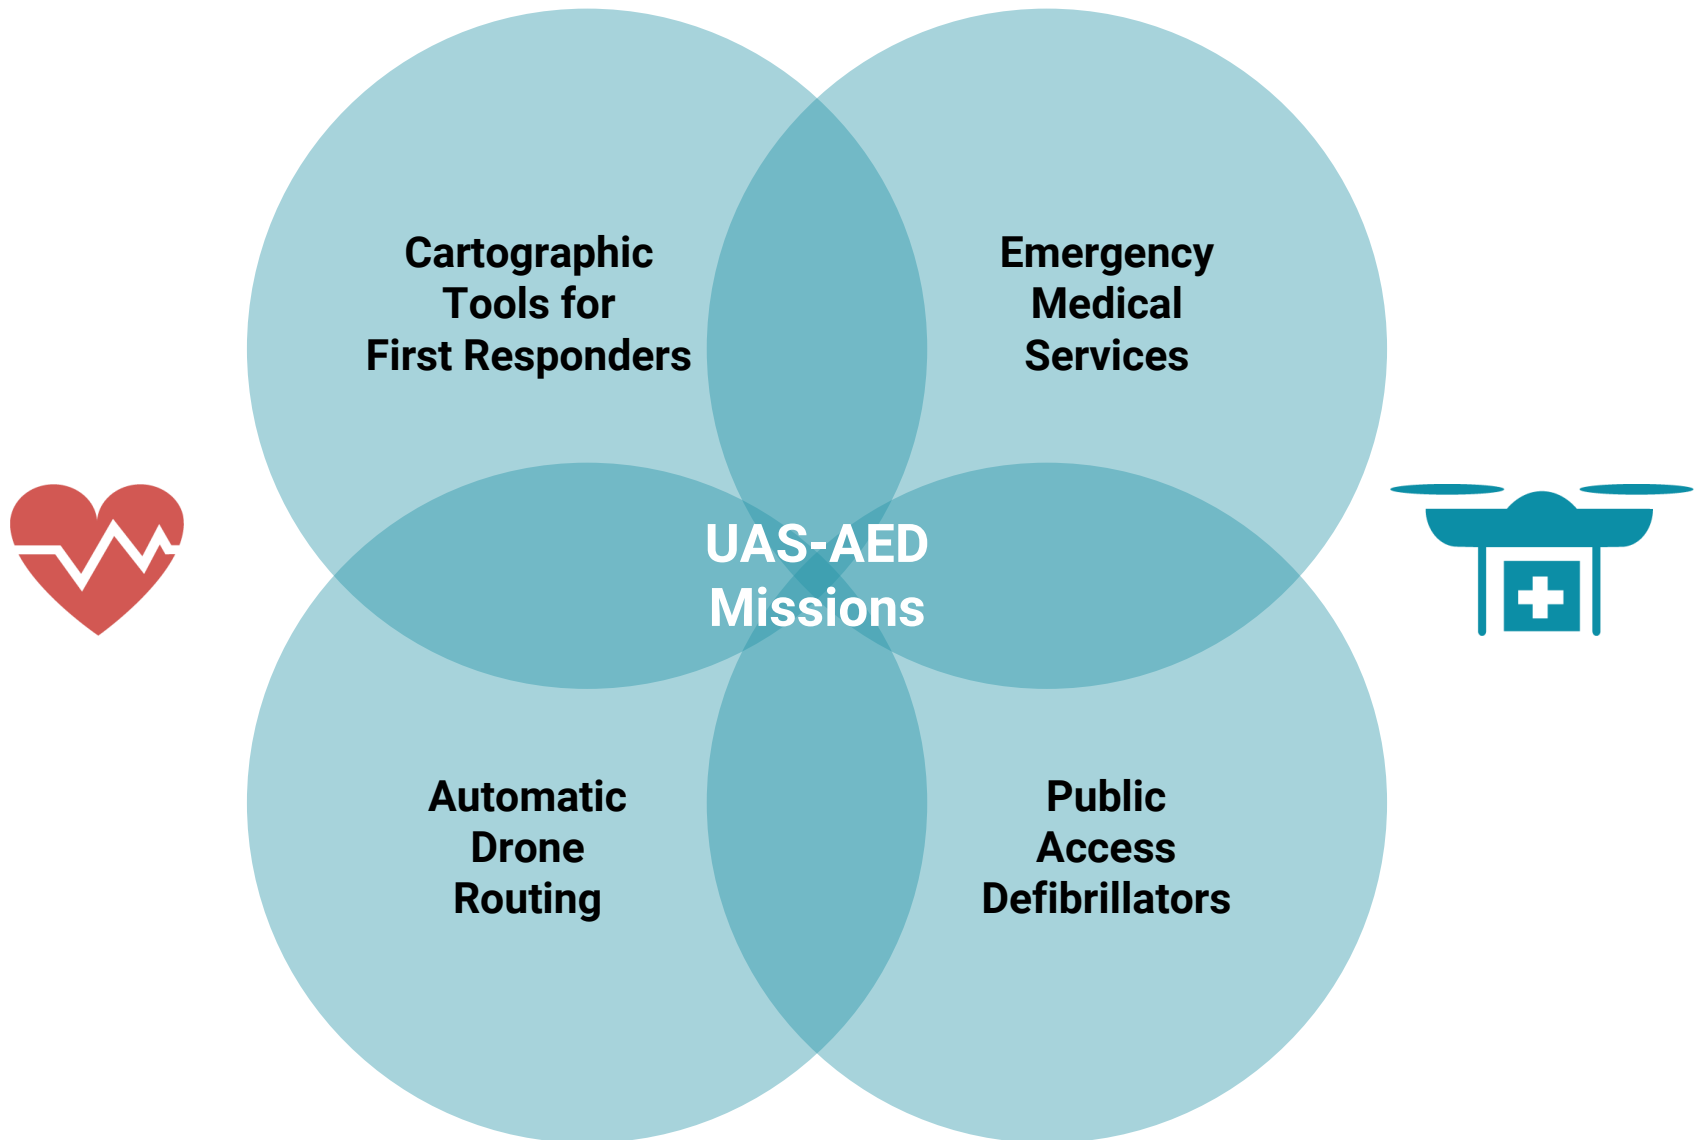 Cartographic
Tools for
First Responders
Emergency
Medical
Services
UAS-AED
Missions
Automatic
Drone
Routing
Public
Access
Defibrillators